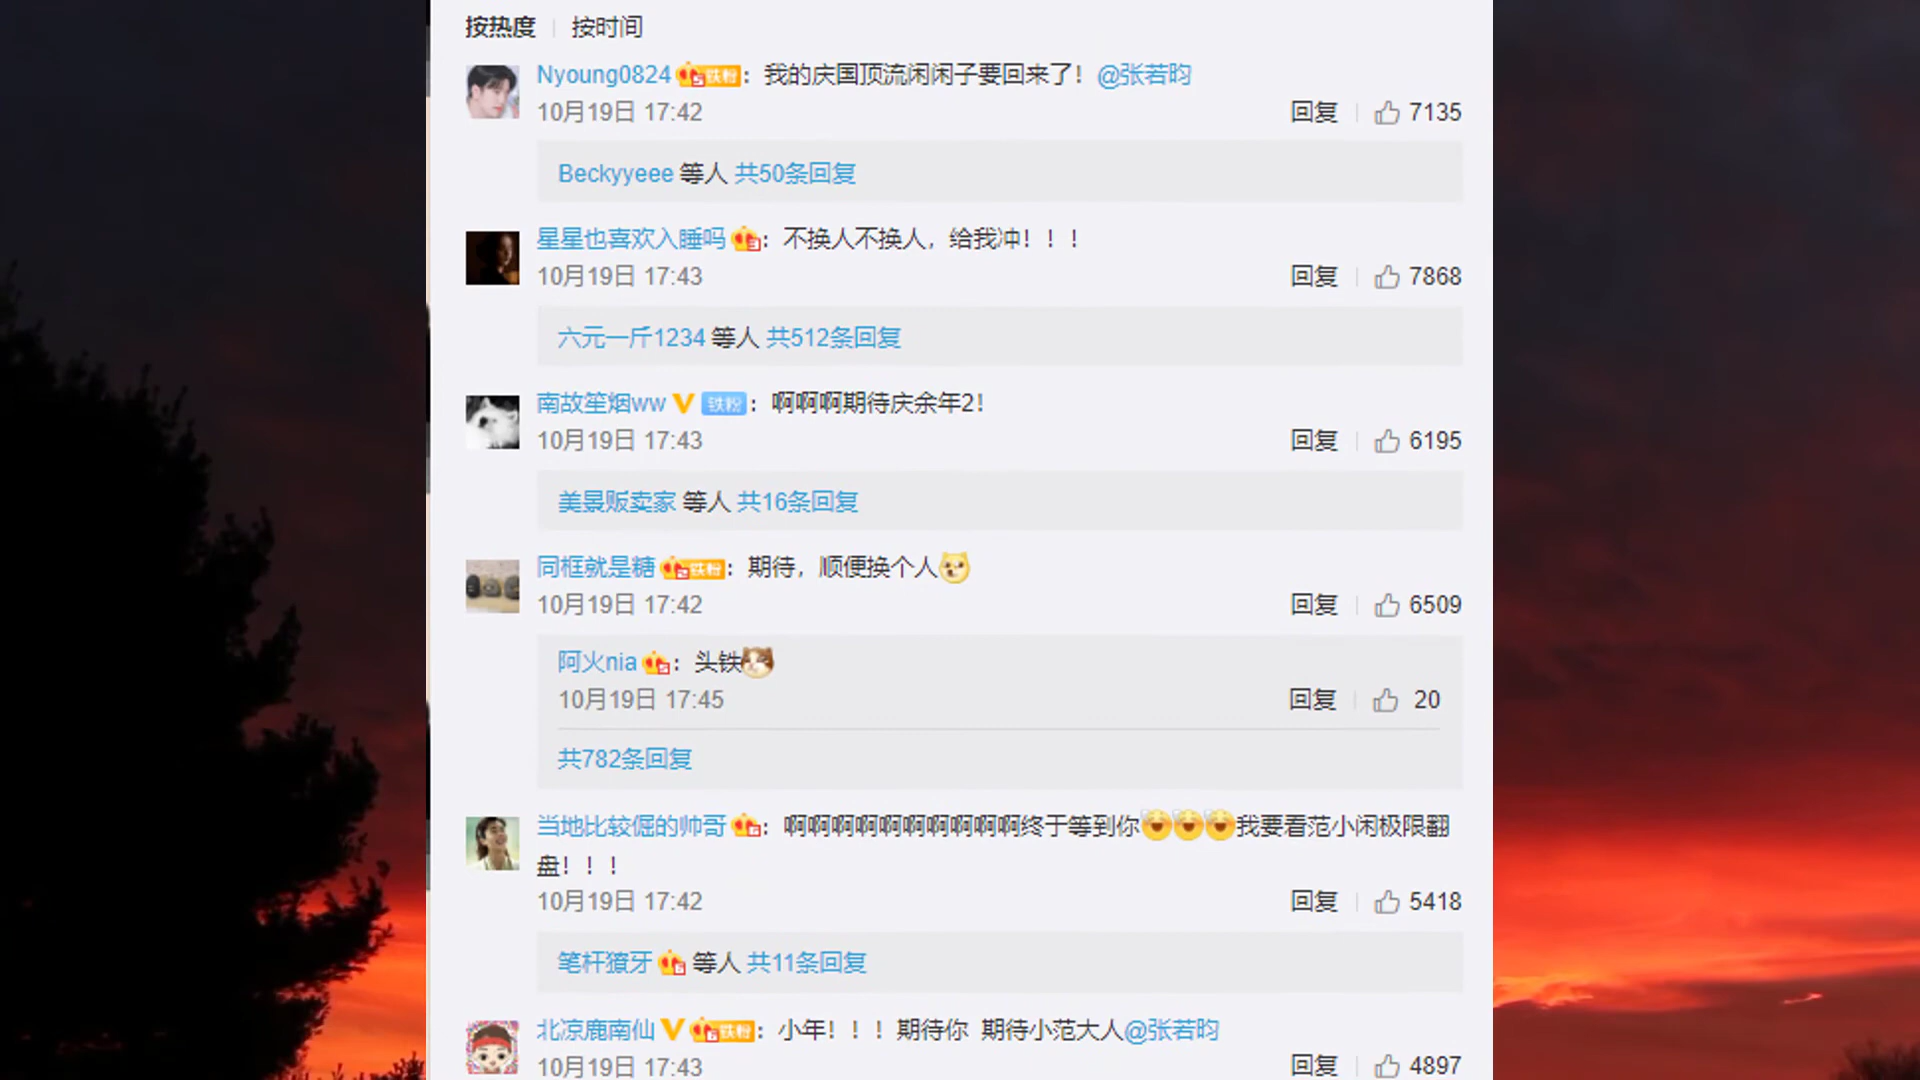 按热度 | 按时间
Nyoung0824 铁粉：我的庆国顶流闲闲子要回来了！@张若昀
10月19日 17:42 回复 | 7135
Beckyyeee 等人 共50条回复
星星也喜欢入睡吗：不换人不换人，给我冲！！！
10月19日 17:43 回复 | 7868
六元一斤1234 等人 共512条回复
南故笙烟ww V 铁粉：啊啊啊期待庆余年2！
10月19日 17:43 回复 | 6195
美景贩卖家 等人 共16条回复
同框就是糖 铁粉：期待，顺便换个人
10月19日 17:42 回复 | 6509
阿火nia：头铁
10月19日 17:45 回复 | 20
共782条回复
当地比较倔的帅哥：啊啊啊啊啊啊啊啊啊啊终于等到你我要看范小闲极限翻
盘！！！
10月19日 17:42 回复 | 5418
笔杆獠牙 等人 共11条回复
北凉鹿南仙 V 铁粉：小年！！！期待你 期待小范大人@张若昀
10月19日 17:43 回复 | 4897